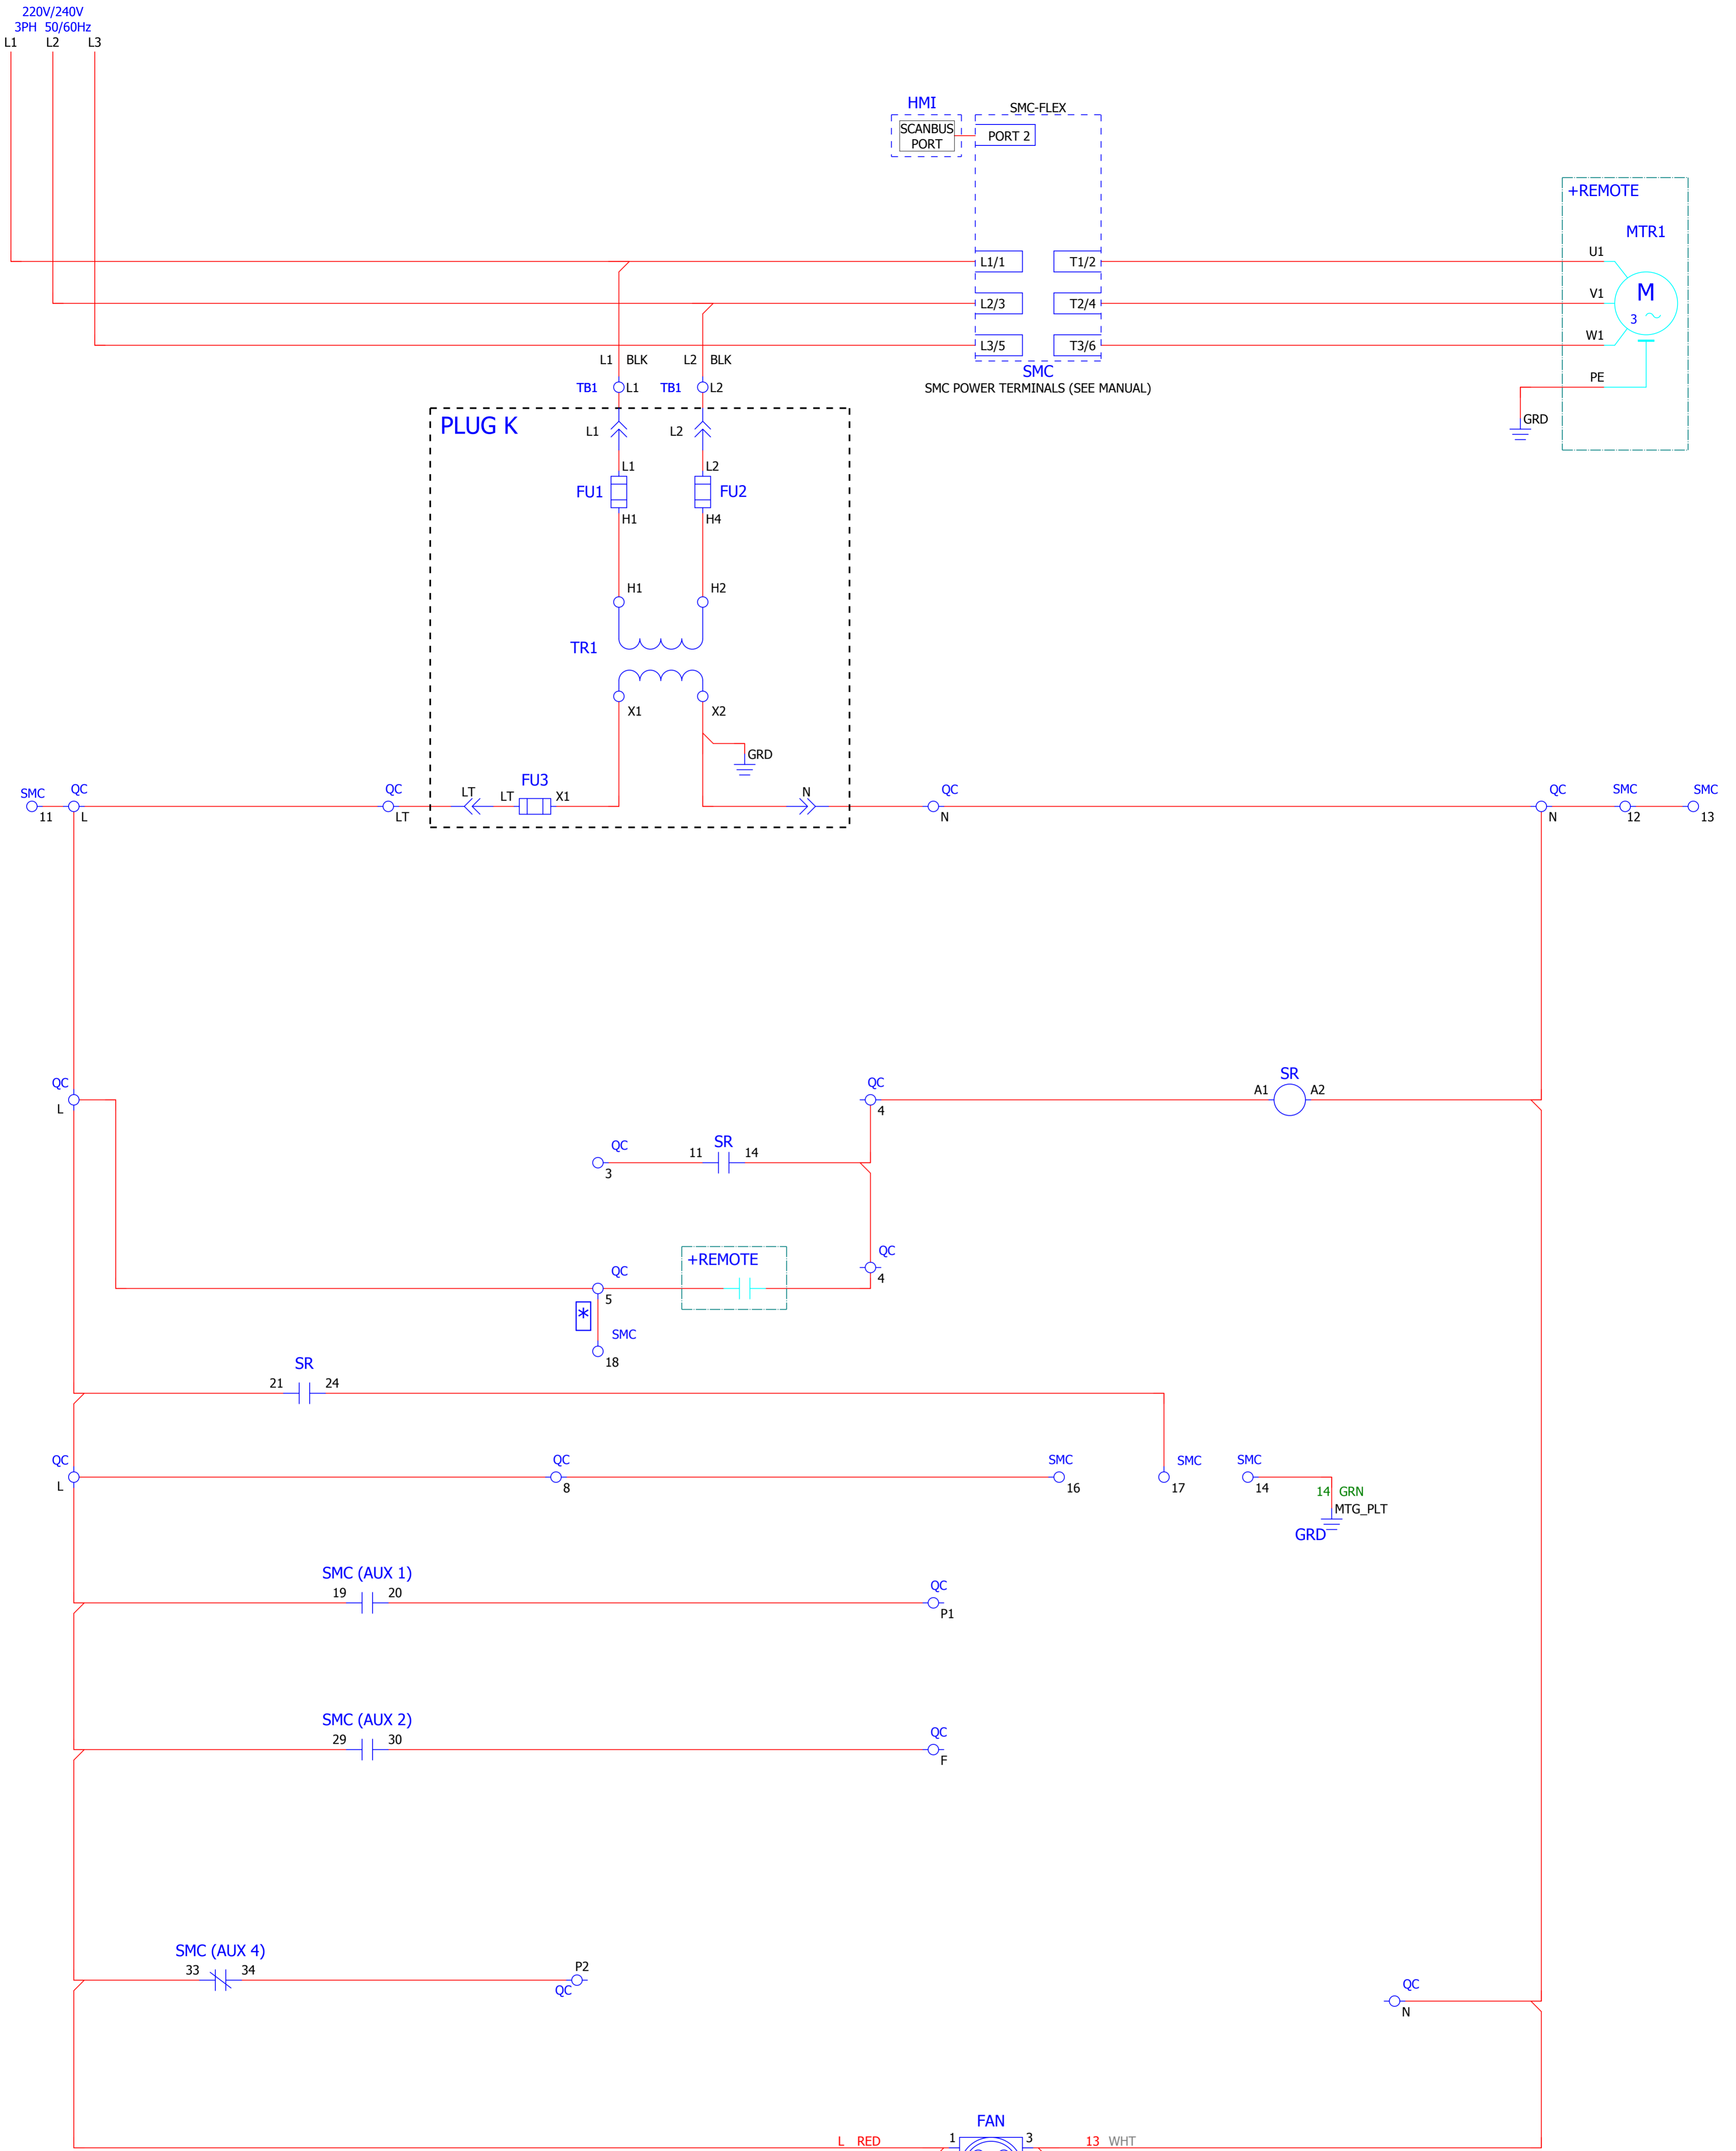 220V/240V
3PH 50/60Hz
L1 L2 L3
HMI
SMC-FLEX
SCANBUS
PORT
PORT 2
+REMOTE
MTR1
U1
L1/1 T1/2
M
3
V1
L2/3 T2/4
W1
L3/5 T3/6
L1 BLK L2 BLK
SMC
PE
TB1 L1 TB1 L2
SMC POWER TERMINALS (SEE MANUAL)
GRD
PLUG K
L1 L2
L1 L2
FU1 FU2
H1 H4
H1 H2
TR1
X1 X2
GRD
FU3
SMC QC QC LT LT X1 N QC QC SMC SMC
11 L LT N N 12 13
SR
QC QC A1 A2
L 4
QC SR
11 14
3
QC
+REMOTE
4
QC
5
*
SMC
18
SR
21 24
QC QC SMC SMC SMC
L 8 16 17 14
14 GRN
MTG_PLT
GRD
SMC (AUX 1)
19 20 QC
P1
SMC (AUX 2)
29 30 QC
F
SMC (AUX 4)
33 34 P2
QC
QC
N
FAN
L RED 1 3 13 WHT